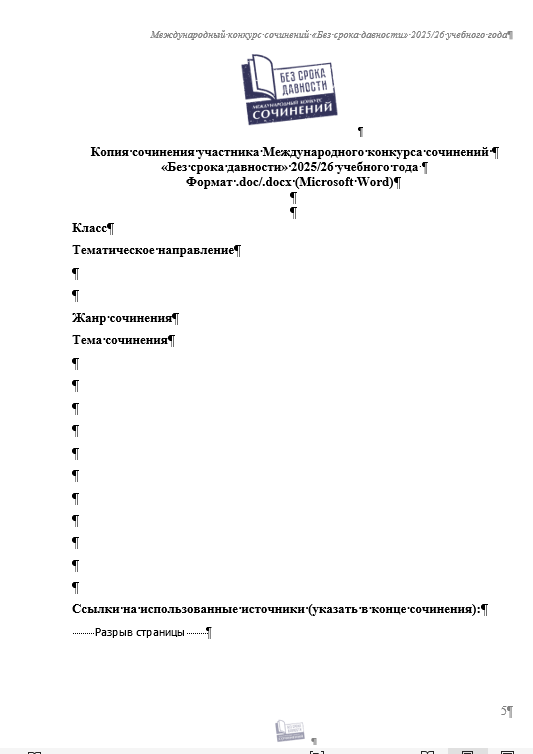 Международный конкурс сочинений «Без срока давности» 2025/26 учебного года¶
БЕЗ СРОКА
ДАВНОСТИ
МЕЖДУНАРОДНЫЙ КОНКУРС
СОЧИНЕНИЙ
¶
Копия сочинения участника Международного конкурса сочинений ¶
«Без срока давности» 2025/26 учебного года ¶
Формат .doc/.docx (Microsoft Word)¶
¶
¶
Класс¶
Тематическое направление¶
¶
¶
Жанр сочинения¶
Тема сочинения¶
¶
¶
¶
¶
¶
¶
¶
¶
¶
¶
¶
Ссылки на использованные источники (указать в конце сочинения):¶
Разрыв страницы¶
5¶
СОЧИНЕНИЙ
¶